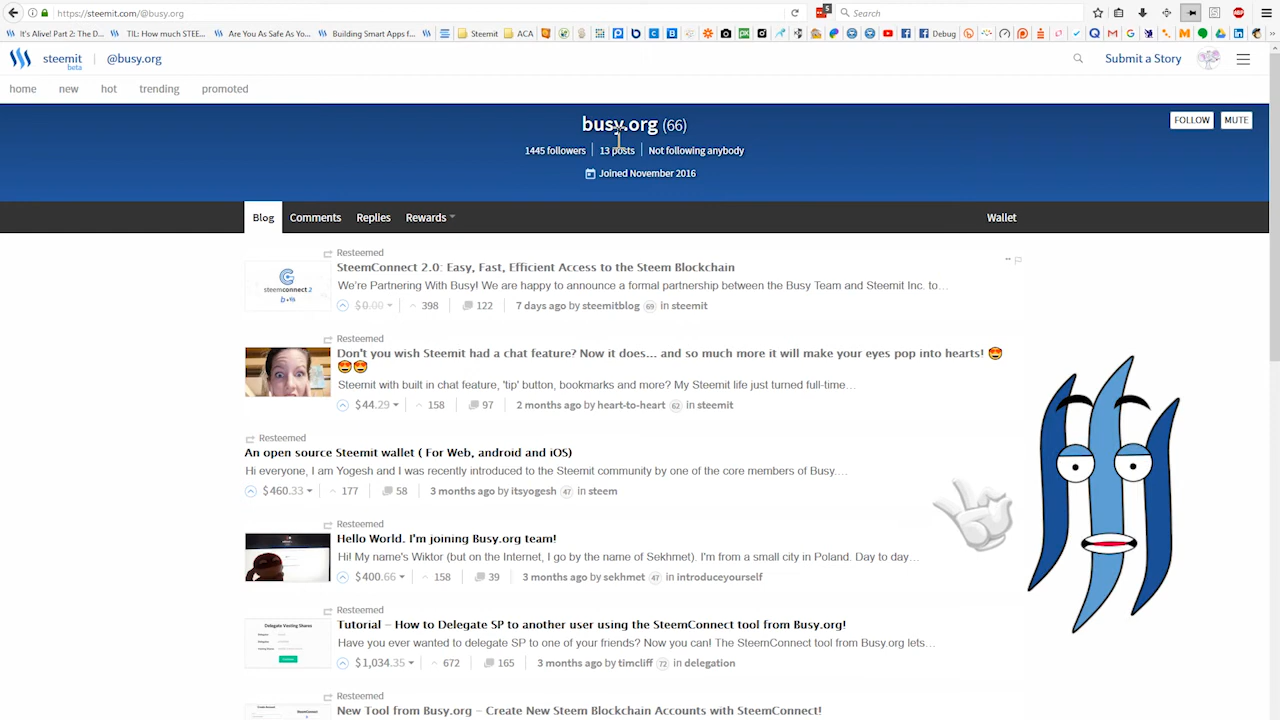 https://steemit.com/@busy.org
5
Search
ABP
It's Alive! Part 2: The D...
TIL: How much STEE...
Are You As Safe As Yo...
Building Smart Apps f...
Steemit
ACA
Debug
steemit
beta
@busy.org
Submit a Story
home
new
hot
trending
promoted
busy.org (66)
FOLLOW
MUTE
1445 followers
13 posts
Not following anybody
Joined November 2016
Blog
Comments
Replies
Rewards
Wallet
Resteemed
steemconnect 2
SteemConnect 2.0: Easy, Fast, Efficient Access to the Steem Blockchain
We're Partnering With Busy! We are happy to announce a formal partnership between the Busy Team and Steemit Inc. to…
$0.00 398 122 7 days ago by steemitblog 69 in steemit
Resteemed
Don't you wish Steemit had a chat feature? Now it does... and so much more it will make your eyes pop into hearts! 😍
😍😍
Steemit with built in chat feature, 'tip' button, bookmarks and more? My Steemit life just turned full-time…
$44.29 158 97 2 months ago by heart-to-heart 62 in steemit
Resteemed
An open source Steemit wallet ( For Web, android and iOS)
Hi everyone, I am Yogesh and I was recently introduced to the Steemit community by one of the core members of Busy.…
$460.33 177 58 3 months ago by itsyogesh 47 in steem
Resteemed
Hello World. I'm joining Busy.org team!
Hi! My name's Wiktor (but on the Internet, I go by the name of Sekhmet). I'm from a small city in Poland. Day to day…
$400.66 158 39 3 months ago by sekhmet 47 in introduceyourself
Resteemed
Delegate Vesting Shares
Tutorial – How to Delegate SP to another user using the SteemConnect tool from Busy.org!
Have you ever wanted to delegate SP to one of your friends? Now you can! The SteemConnect tool from Busy.org lets…
$1,034.35 672 165 3 months ago by timcliff 72 in delegation
Resteemed
New Tool from Busy.org – Create New Steem Blockchain Accounts with SteemConnect!